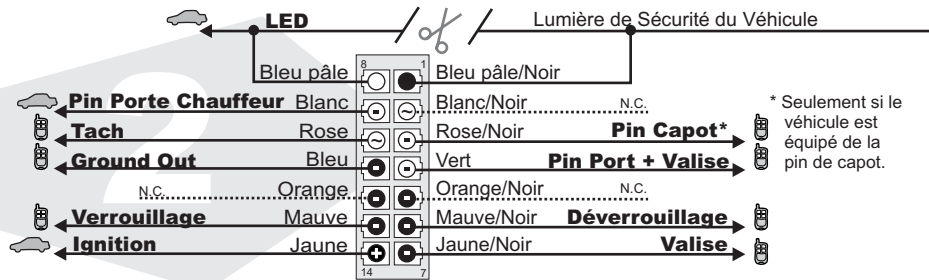 LED Lumière de Sécurité du Véhicule
8 1
Bleu pâle Bleu pâle/Noir
Pin Porte Chauffeur Blanc Blanc/Noir N.C.
Tach Rose Rose/Noir Pin Capot*
Ground Out Bleu Vert Pin Port + Valise
N.C. Orange Orange/Noir N.C.
Verrouillage Mauve Mauve/Noir Déverrouillage
Ignition Jaune Jaune/Noir Valise
14 7
2
* Seulement si le
véhicule est
équipé de la
pin de capot.